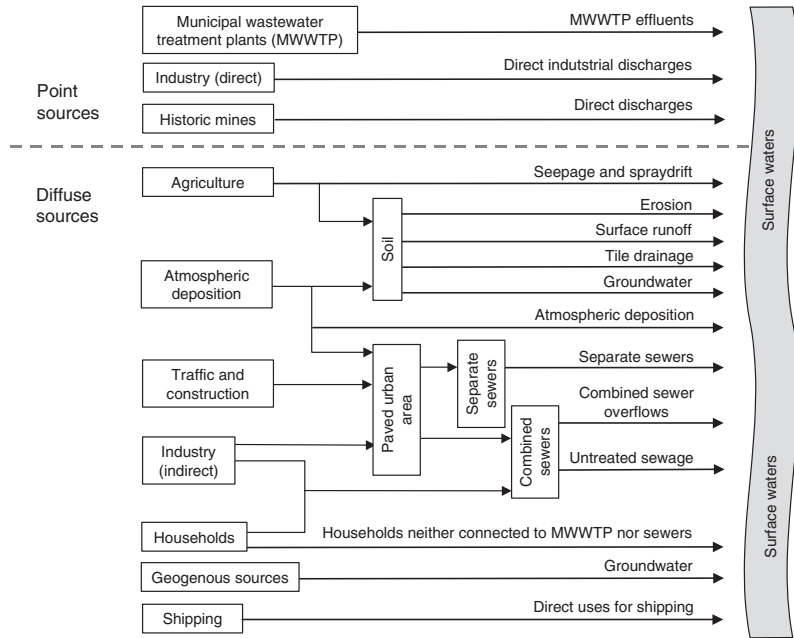 Municipal wastewater
treatment plants (MWWTP)
MWWTP effluents
Point
sources
Industry (direct)
Direct indutstrial discharges
Historic mines
Direct discharges
Surface waters
Diffuse
sources
Agriculture
Seepage and spraydrift
Soil
Erosion
Surface runoff
Tile drainage
Groundwater
Atmospheric
deposition
Atmospheric deposition
Traffic and
construction
Paved urban
area
Separate
sewers
Separate sewers
Combined sewer
overflows
Industry
(indirect)
Combined
sewers
Untreated sewage
Households
Households neither connected to MWWTP nor sewers
Surface waters
Geogenous sources
Groundwater
Shipping
Direct uses for shipping